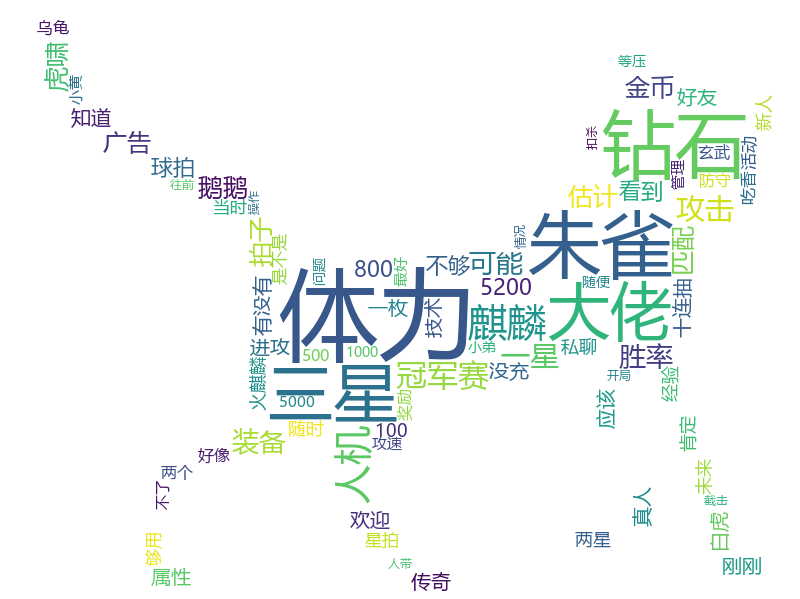 乌龟
虎啸
小黄
知道
广告
球拍
往前
鹅鹅
当时
操作
拍子
是不是
等压
金币
好友
新人
扣杀
钻石
玄武
管理
防守
吃香活动
估计
看到
攻击
朱雀
情况
匹配
问题
800
最好
不够
可能
随便
有没有
体力
一枚
技术
5200
麒麟
大佬
十连抽
进攻
500
1000
小弟
一星
私聊
胜率
火麒麟
三星
5000
冠军赛
奖励
没充
开局
经验
应该
随时
100
攻速
装备
人机
肯定
好像
两个
不了
未来
截击
欢迎
真人
白虎
星拍
两星
够用
属性
人带
传奇
刚刚